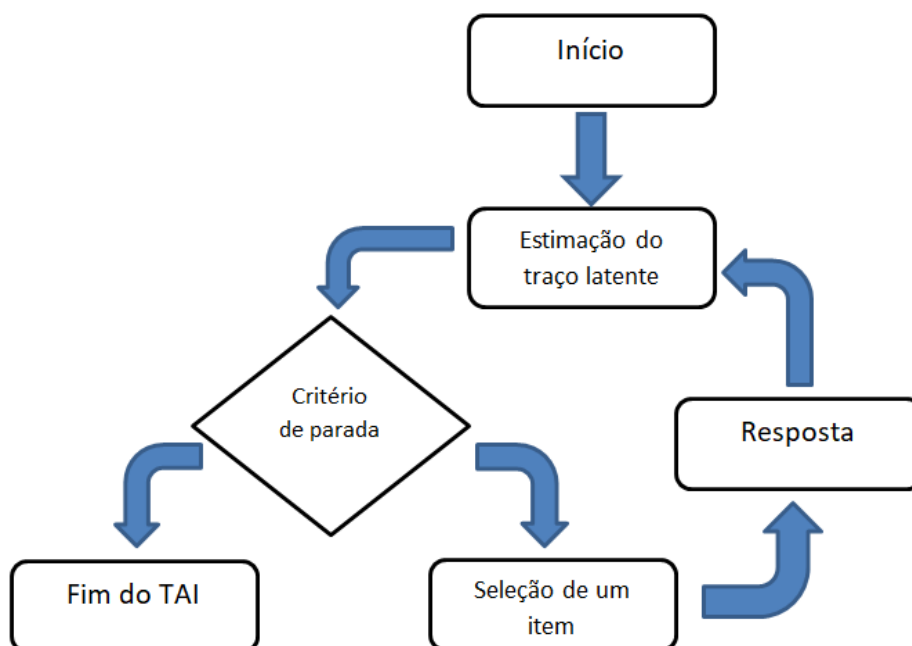 Início
Estimação do
traço latente
Critério
de parada
Resposta
Fim do TAI
Seleção de um
item